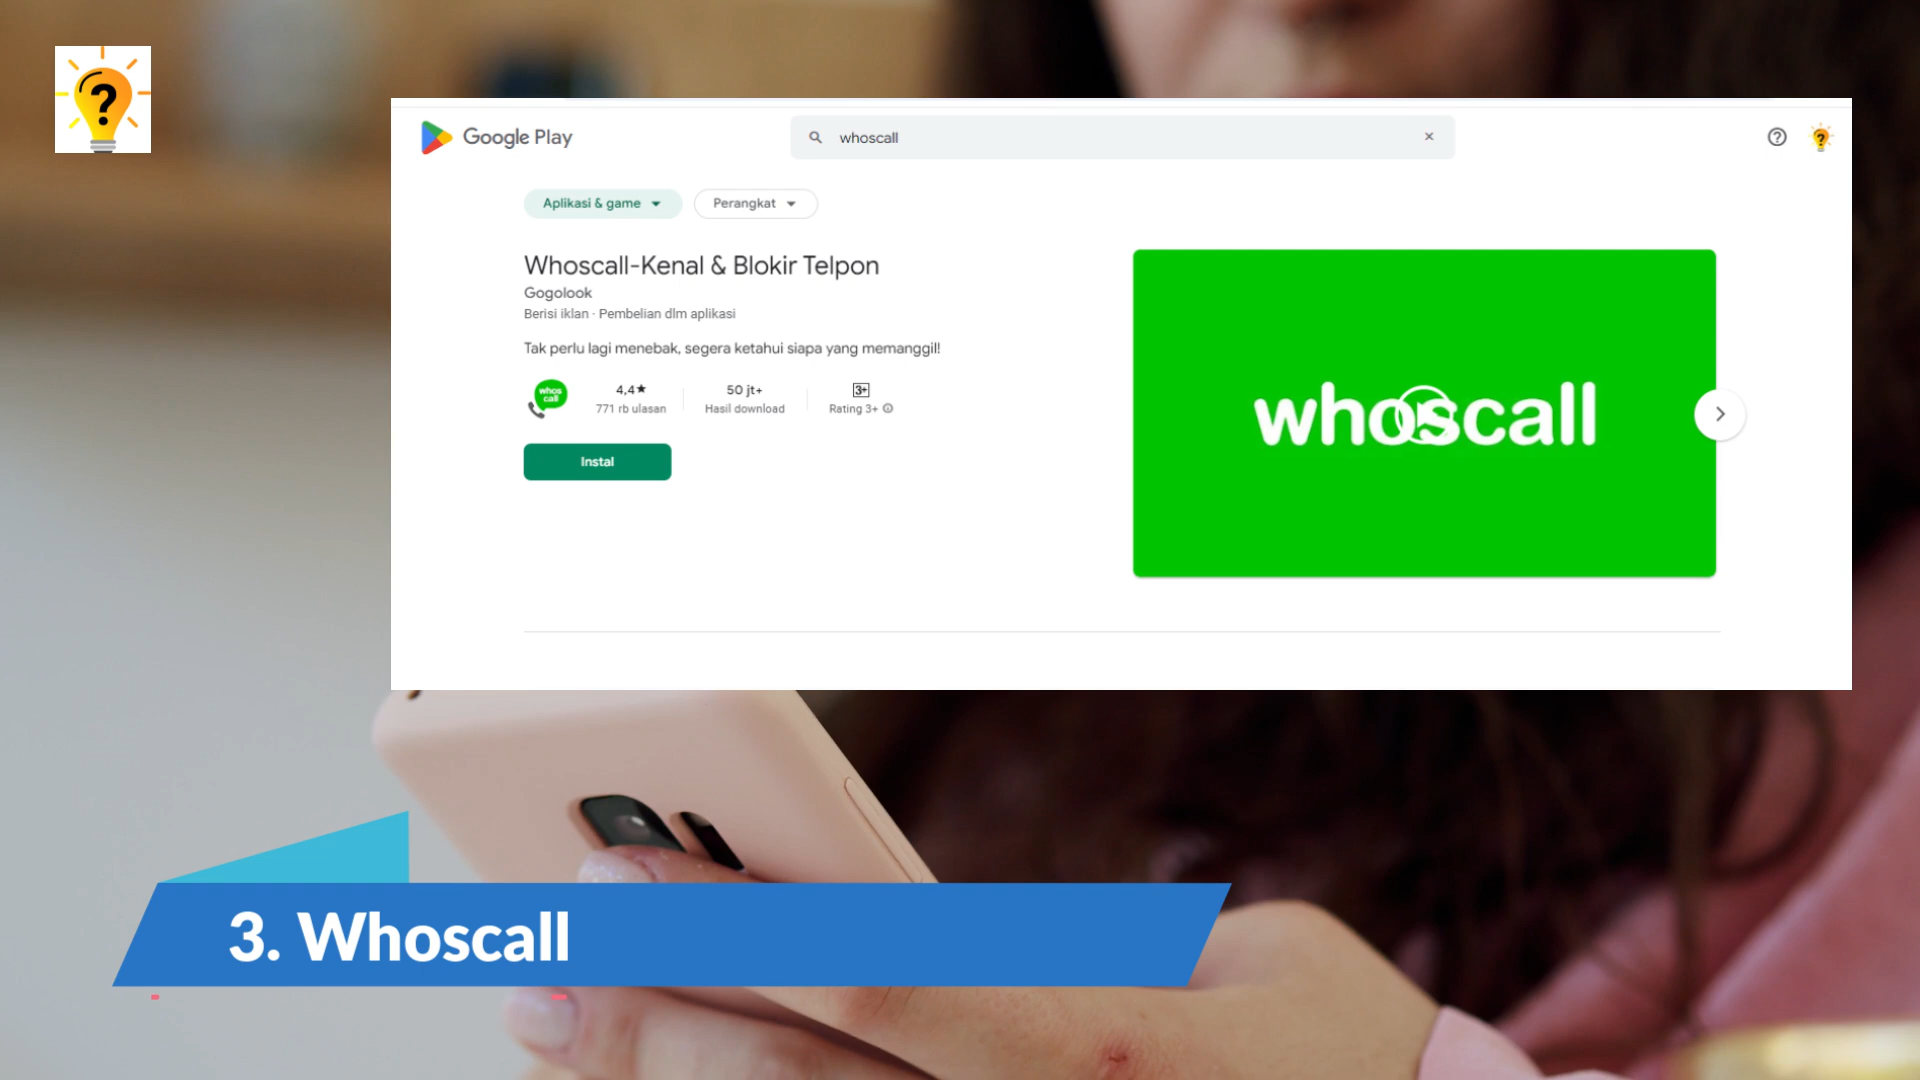 ?
Google Play
whoscall
Aplikasi & game
Perangkat
Whoscall-Kenal & Blokir Telpon
Gogolook
Berisi iklan · Pembelian dlm aplikasi
Tak perlu lagi menebak, segera ketahui siapa yang memanggil!
whos
call
4,4★
771 rb ulasan
50 jt+
Hasil download
3+
Rating 3+
Instal
whoscall
3. Whoscall